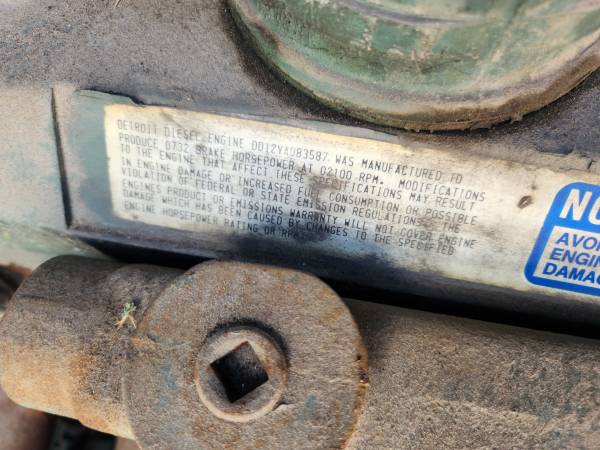 DETROIT DIESEL ENGINE DD12VA083587 WAS MANUFACTURED TO
PRODUCE 0732 BRAKE HORSEPOWER AT 02100 RPM. MODIFICATIONS
TO THE ENGINE THAT AFFECT THESE SPECIFICATIONS MAY RESULT
IN ENGINE DAMAGE OR INCREASED FUEL CONSUMPTION OR POSSIBLE
VIOLATION OF FEDERAL OR STATE EMISSION REGULATIONS. THE
ENGINES PRODUCT OR EMISSIONS WARRANTY WILL NOT COVER ENGINE
DAMAGE WHICH HAS BEEN CAUSED BY CHANGES TO THE SPECIFIED
ENGINE HORSEPOWER RATING OR RPM.
NO
AVO
ENGIN
DAMA